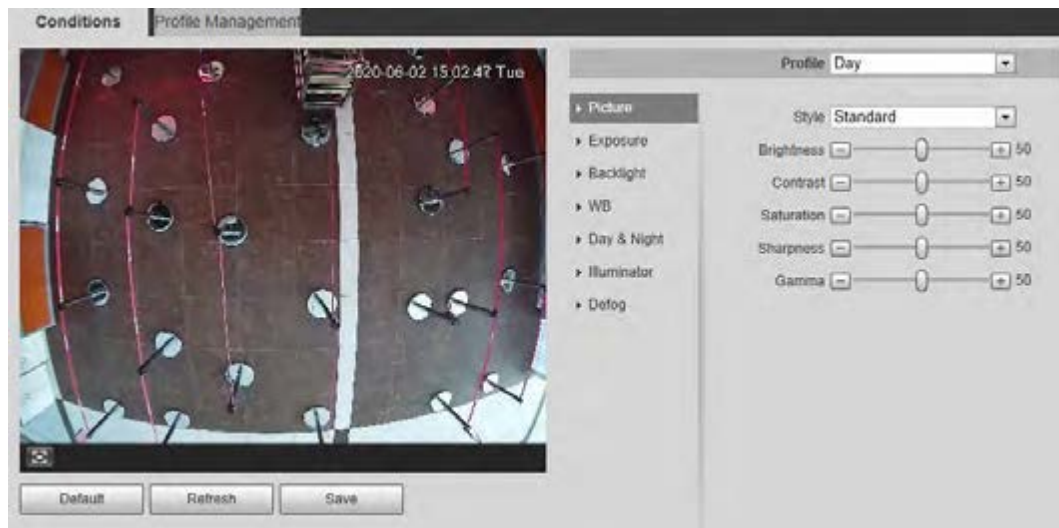 Conditions
Profile Management
2020-06-02 15:02:47 Tue
Profile Day
Picture
Exposure
Backlight
WB
Day & Night
Illuminator
Defog
Style Standard
Brightness 50
Contrast 50
Saturation 50
Sharpness 50
Gamma 50
Default
Refresh
Save